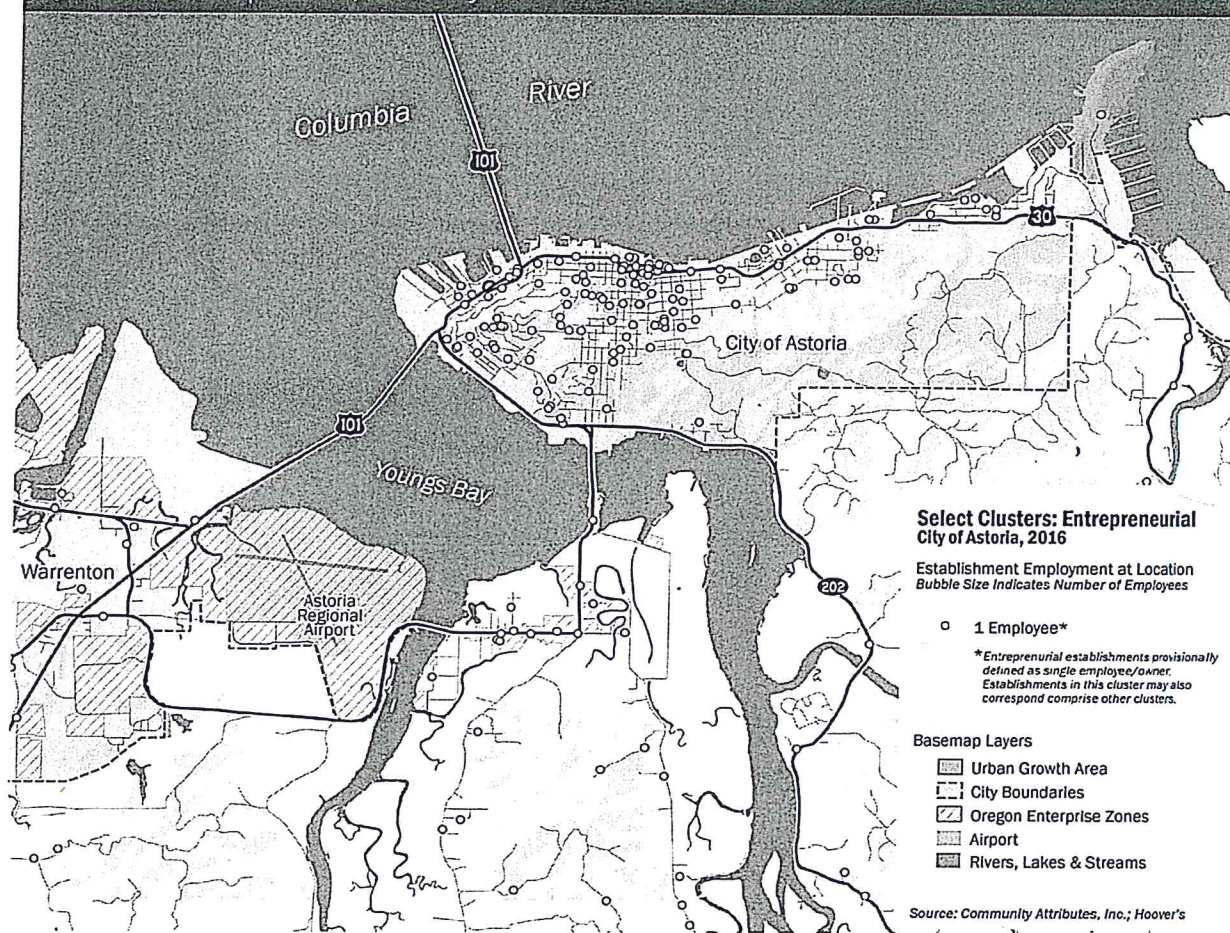 Columbia
River
101
30
City of Astoria
101
Youngs Bay
Warrenton
Astoria
Regional
Airport
202
Select Clusters: Entrepreneurial
City of Astoria, 2016
Establishment Employment at Location
Bubble Size Indicates Number of Employees
1 Employee*
*Entreprenurial establishments provisionally
defined as single employee/owner.
Establishments in this cluster may also
correspond comprise other clusters.
Basemap Layers
Urban Growth Area
City Boundaries
Oregon Enterprise Zones
Airport
Rivers, Lakes & Streams
Source: Community Attributes, Inc.; Hoover's